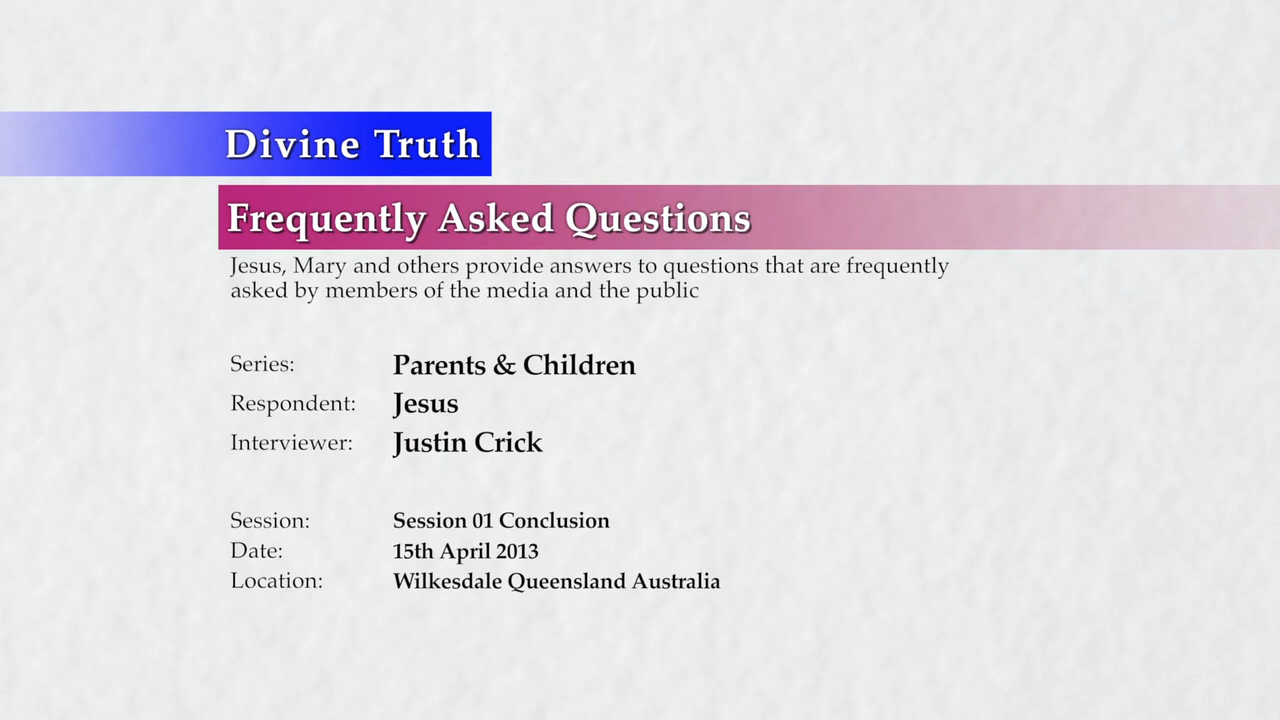 Divine Truth
Frequently Asked Questions
Jesus, Mary and others provide answers to questions that are frequently
asked by members of the media and the public
Series: Parents & Children
Respondent: Jesus
Interviewer: Justin Crick
Session: Session 01 Conclusion
Date: 15th April 2013
Location: Wilkesdale Queensland Australia